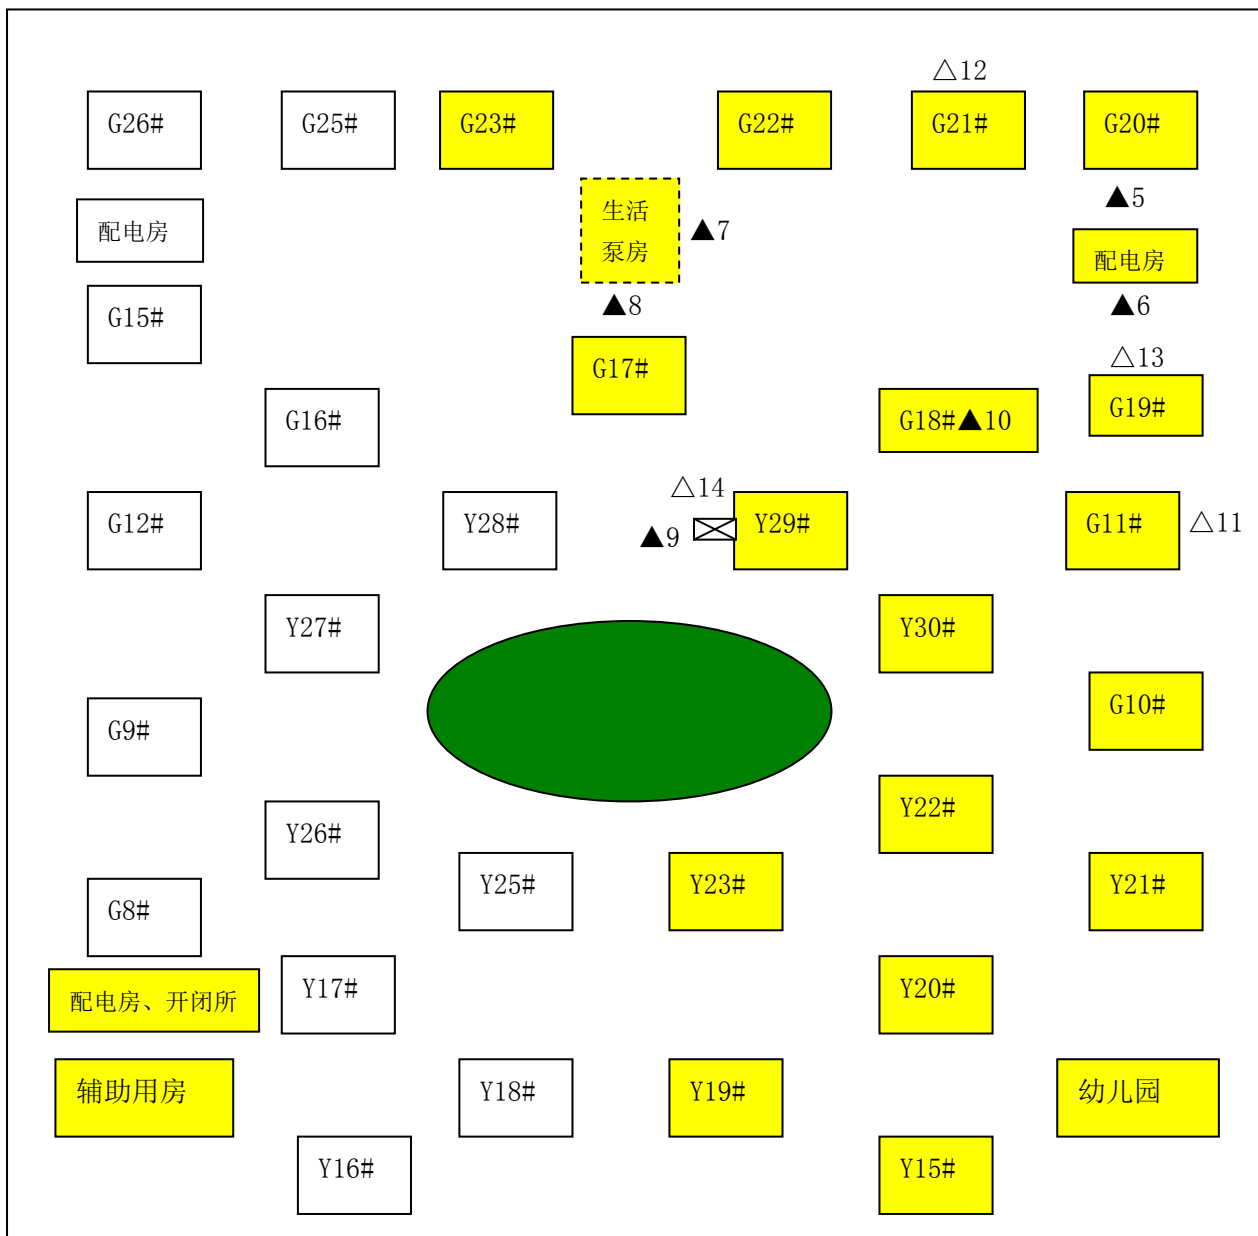 △12
G26#
G25#
G23#
G22#
G21#
G20#
▲5
生活
泵房
▲7
配电房
配电房
▲8
▲6
G15#
G17#
△13
G16#
G18#▲10
G19#
△14
G12#
Y28#
▲9
Y29#
G11#
△11
Y27#
Y30#
G9#
G10#
Y26#
Y22#
G8#
Y25#
Y23#
Y21#
配电房、开闭所
Y17#
Y20#
辅助用房
Y18#
Y19#
幼儿园
Y16#
Y15#